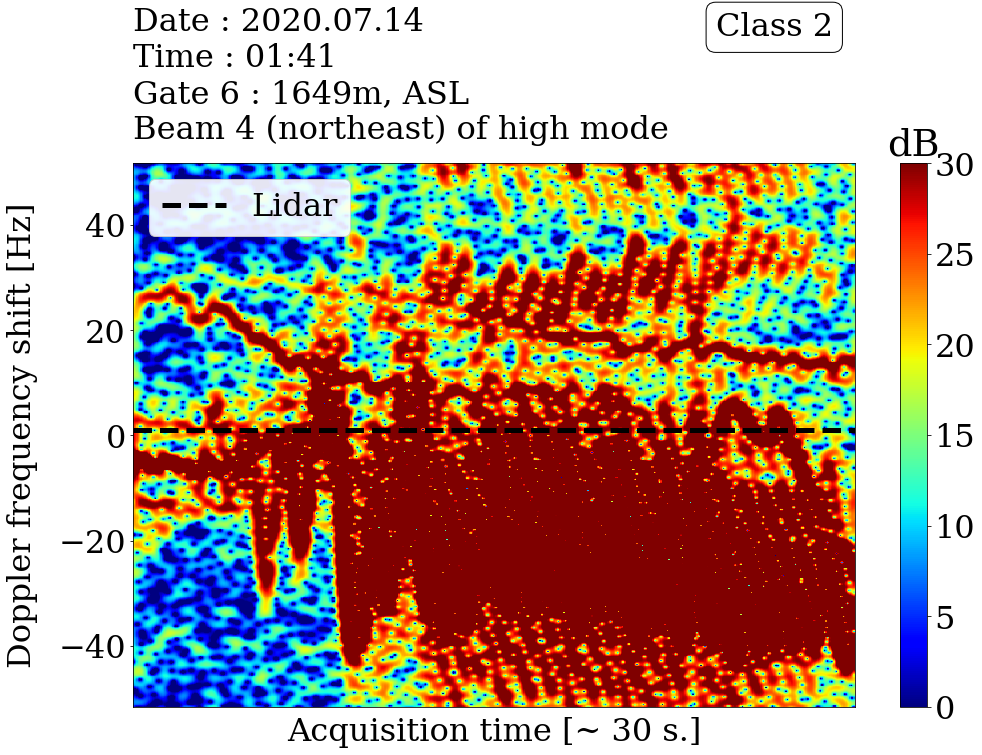 Date : 2020.07.14
Time : 01:41
Gate 6 : 1649m, ASL
Beam 4 (northeast) of high mode
Class 2
dB
Lidar
Doppler frequency shift [Hz]
40
20
0
−20
−40
30
25
20
15
10
5
0
Acquisition time [~ 30 s.]